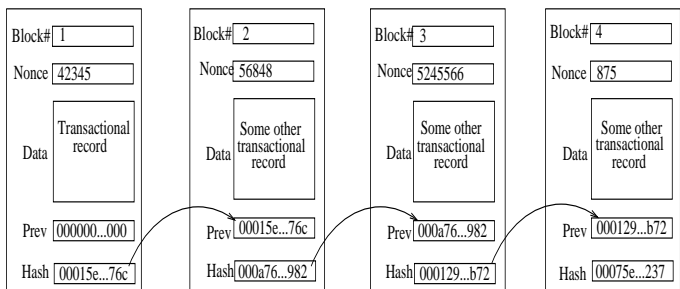 Block# 1
Nonce 42345
Data
Transactional
record
Prev 000000...000
Hash 00015e...76c
Block# 2
Nonce 56848
Data
Some other
transactional
record
Prev 00015e...76c
Hash 000a76...982
Block# 3
Nonce 5245566
Data
Some other
transactional
record
Prev 000a76...982
Hash 000129...b72
Block# 4
Nonce 875
Data
Some other
transactional
record
Prev 000129...b72
Hash 00075e...237